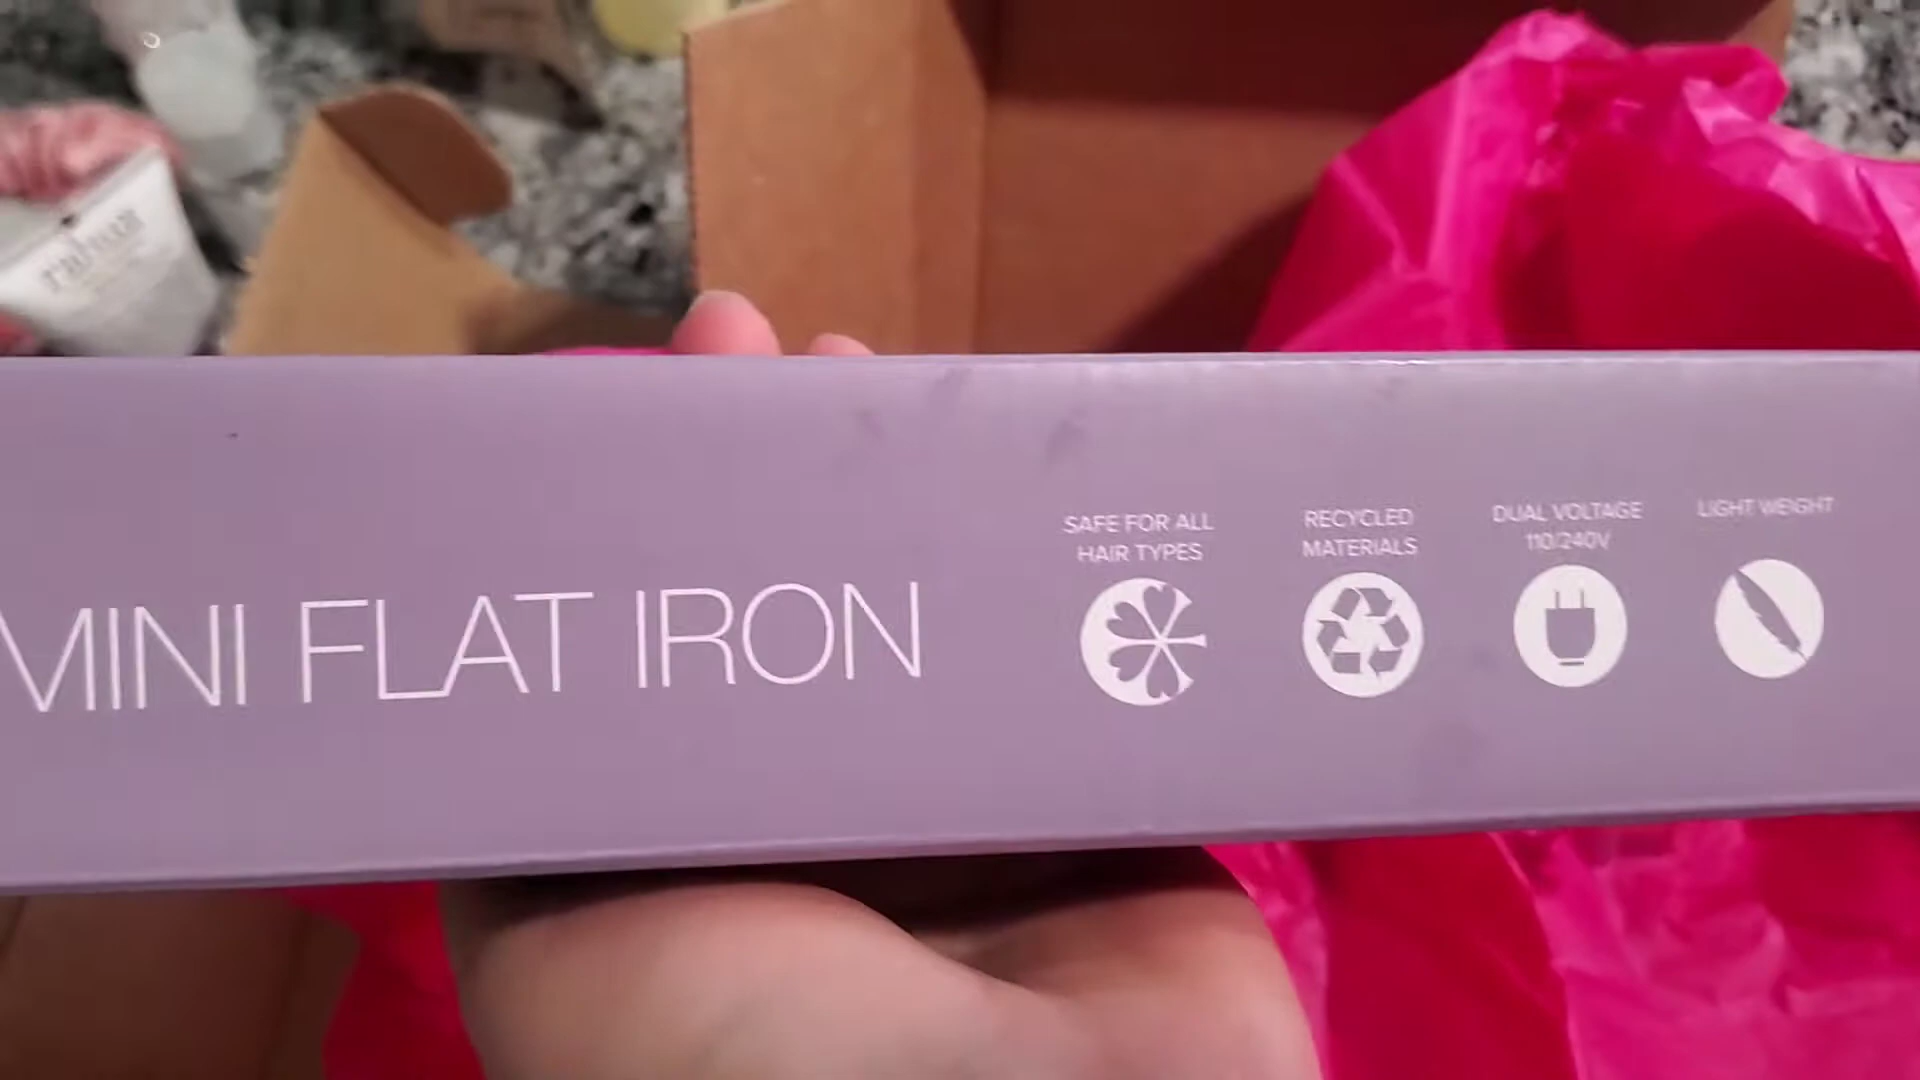 MINI FLAT IRON
SAFE FOR ALL
HAIR TYPES
RECYCLED
MATERIALS
DUAL VOLTAGE
110/240V
LIGHT WEIGHT